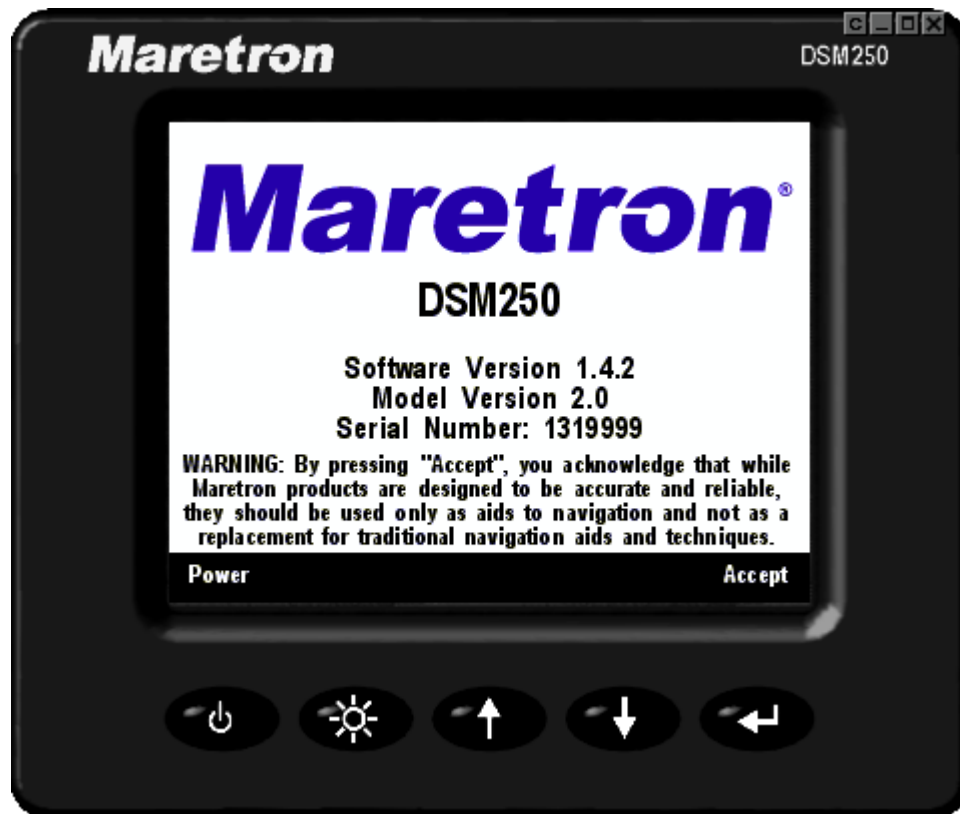 C
Maretron
DSM250
Maretron®
DSM250
Software Version 1.4.2
Model Version 2.0
Serial Number: 1319999
WARNING: By pressing "Accept", you acknowledge that while
Maretron products are designed to be accurate and reliable,
they should be used only as aids to navigation and not as a
replacement for traditional navigation aids and techniques.
Power Accept